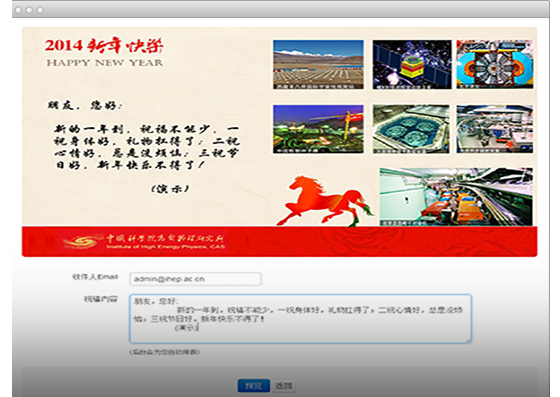 2014 新年快乐
HAPPY NEW YEAR
朋友，您好：
新的一年到，祝福不能少，一
祝身体好，礼物扛得了；二祝
心情好，总是没烦恼；三祝节
日好，新年快乐不得了！
（演示）
中国科学院高能物理研究所
Institute of High Energy Physics, CAS
收件人Email
admin@ihep.ac.cn
祝福内容
朋友，您好：
新的一年到，祝福不能少，一祝身体好，礼物扛得了；二祝心情好，总是没烦
恼；三祝节日好，新年快乐不得了！
（演示）
(后台会为您自动排版)
预览
返回